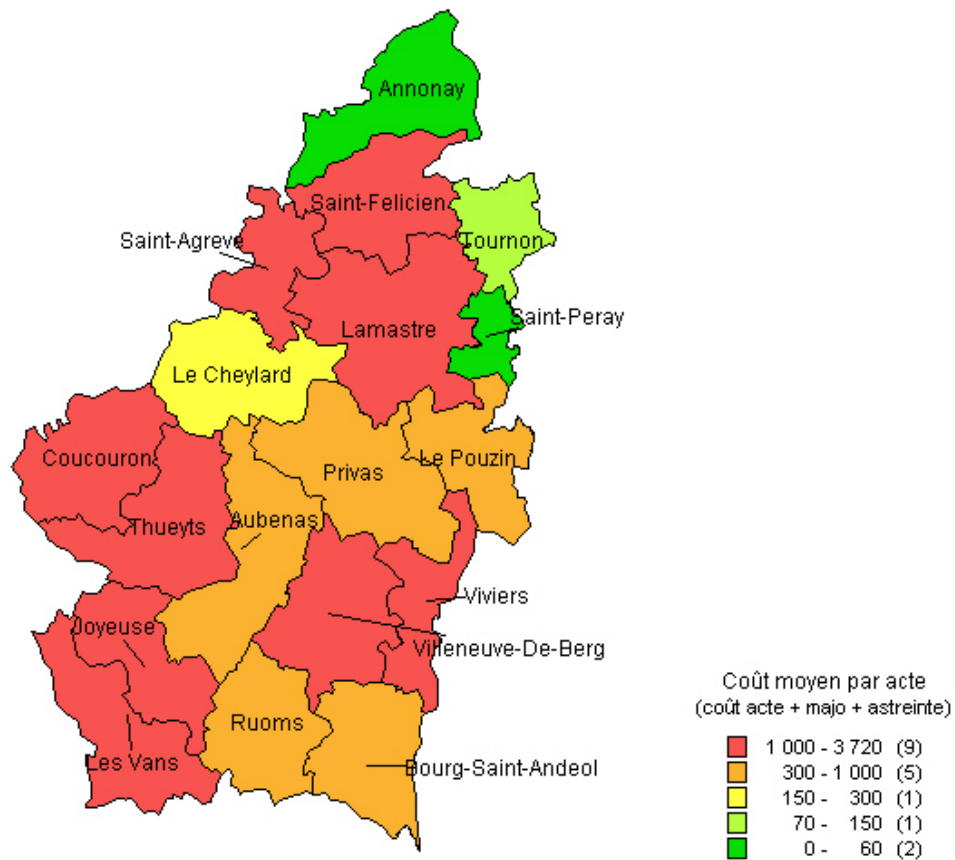 Annonay
Saint-Felicien
Saint-Agreve
Tournon
Saint-Peray
Lamastre
Le Cheylard
Coucouron
Privas
Le Pouzin
Thueyts
Aubenas
Viviers
Joyeuse
Villeneuve-De-Berg
Ruoms
Les Vans
Bourg-Saint-Andeol
Coût moyen par acte
(coût acte + majo + astreinte)
1 000 - 3 720 (9)
300 - 1 000 (5)
150 - 300 (1)
70 - 150 (1)
0 - 60 (2)